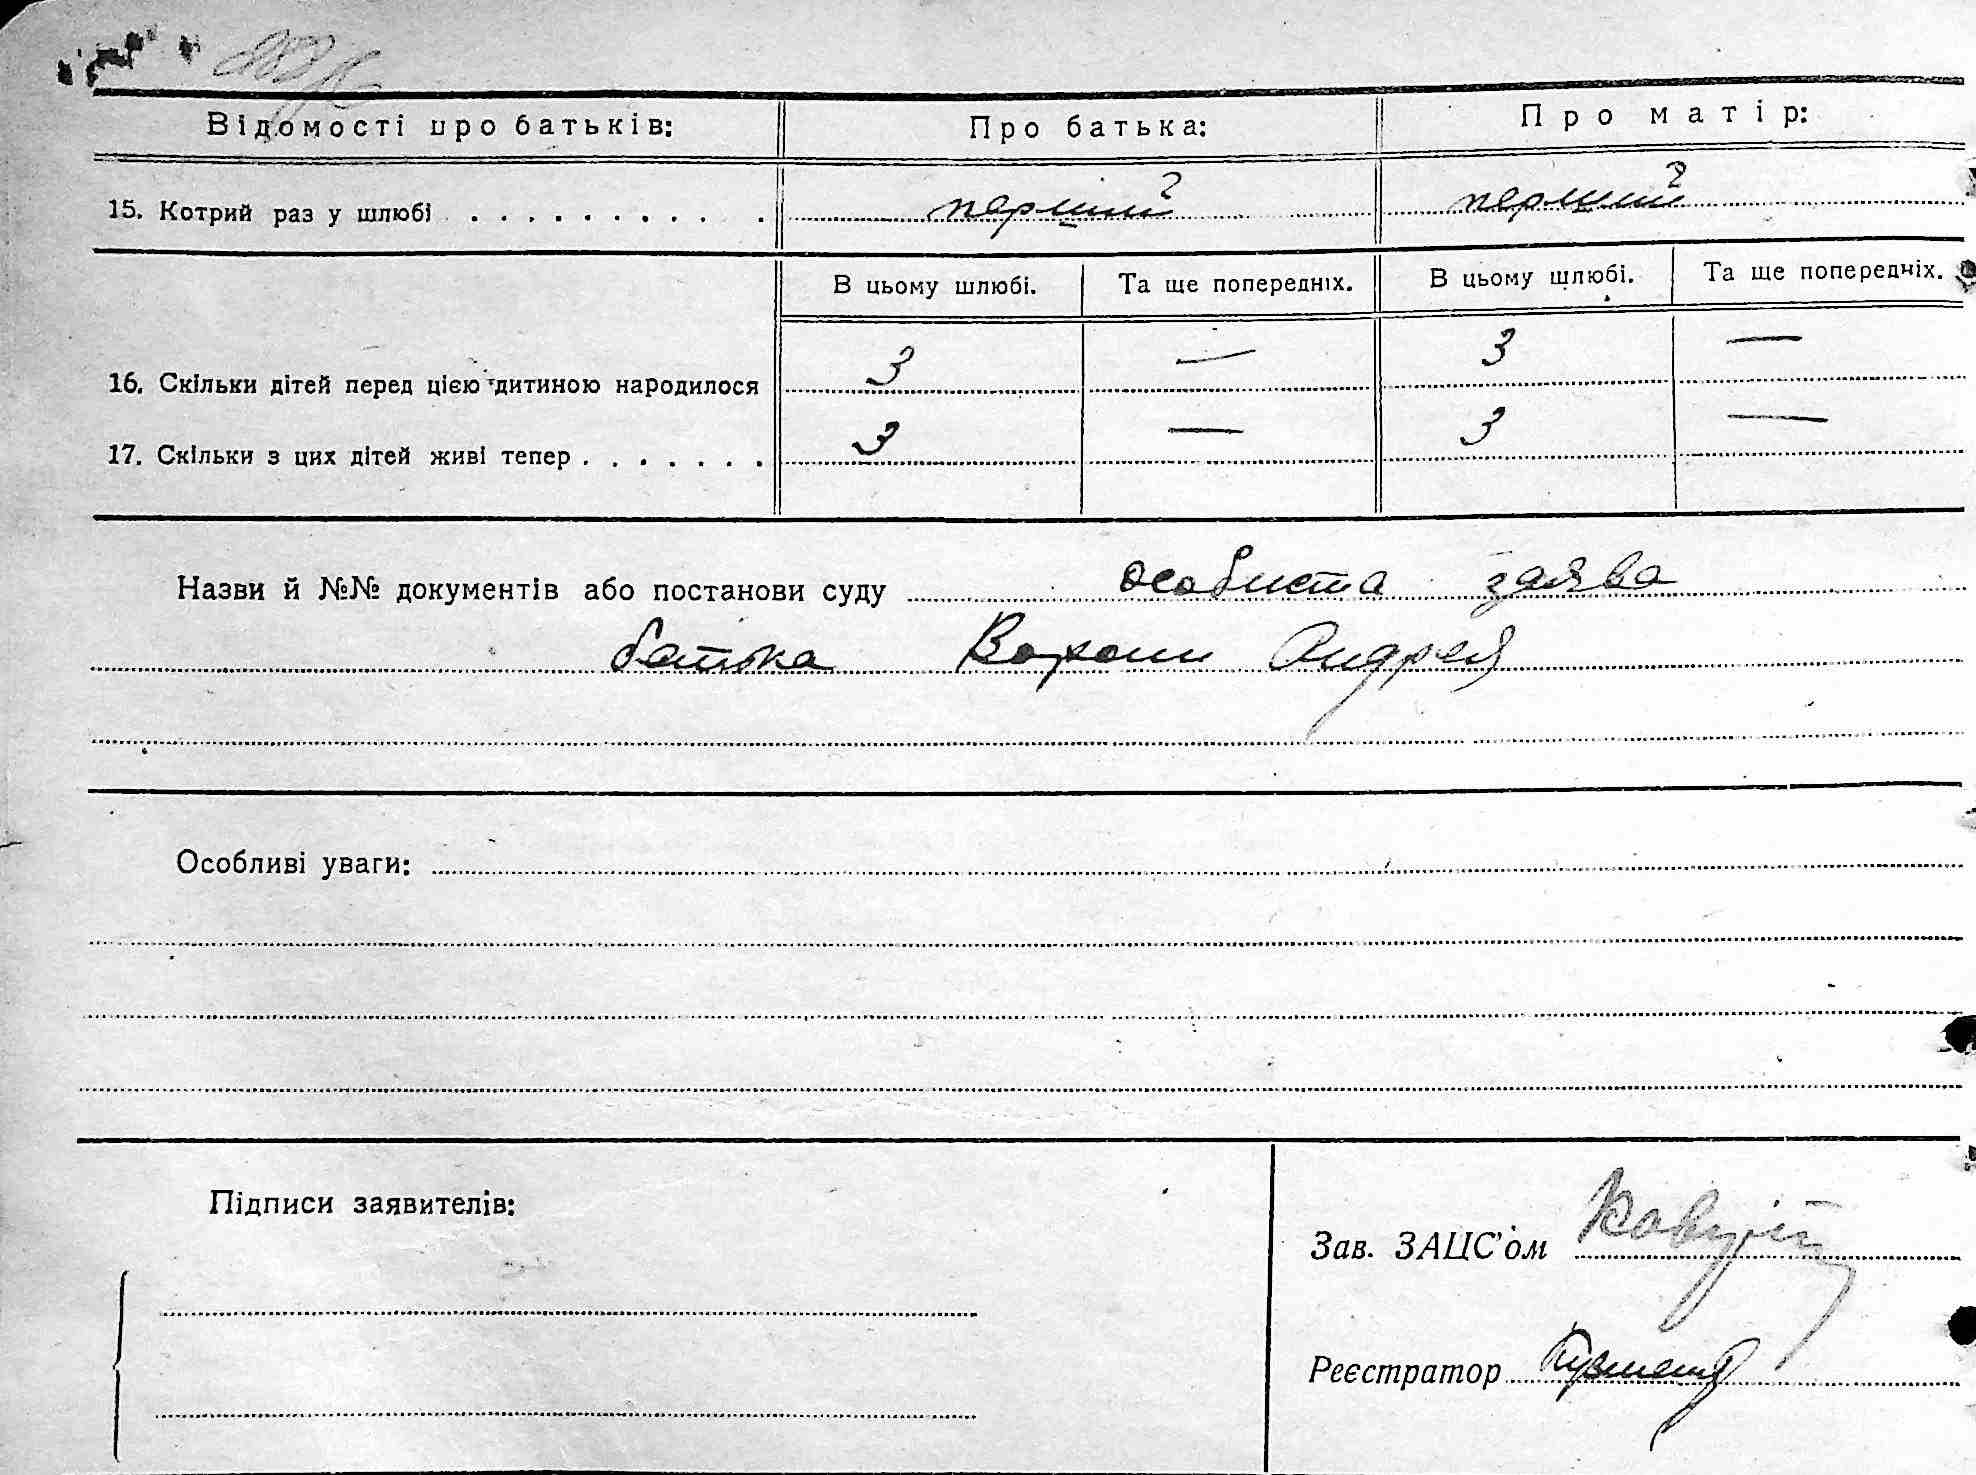 Відомості про батьків: Про батька: Про матір:
15. Котрий раз у шлюбі . . . . . . . . . . . перший перший
В цьому шлюбі. Та ще попередніх. В цьому шлюбі. Та ще попередніх.
16. Скільки дітей перед цією дитиною народилося 3 — 3 —
17. Скільки з цих дітей живі тепер . . . . . . . 3 — 3 —
Назви й №№ документів або постанови суду особиста заява
батька Ворони Андрея
Особливі уваги:
Підписи заявителів:
Зав. ЗАЦС'ом
Реєстратор